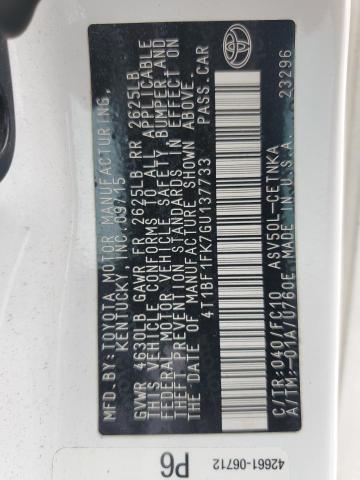 MFD.BY:TOYOTA MOTOR MANUFACTURING,
KENTUCKY, INC. 09/15
GVWR 4630LB GAWR FR 2625LB RR 2625LB
THIS VEHICLE CONFORMS TO ALL APPLICABLE
FEDERAL MOTOR VEHICLE SAFETY, BUMPER, AND
THEFT PREVENTION STANDARDS IN EFFECT ON
THE DATE OF MANUFACTURE SHOWN ABOVE.
4T1BF1FK7GU137733 PASS.CAR
C/TR:040/FC10 ASV50L-CETNKA
A/TM:-01A/U760E MADE IN U.S.A. 23296
42661-06712
P6